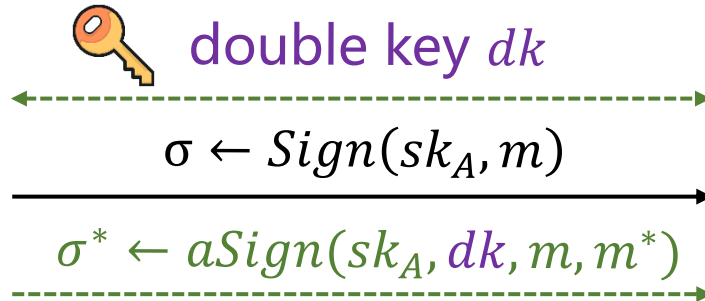 double key dk
σ ← Sign(sk_A, m)
σ* ← aSign(sk_A, dk, m, m*)